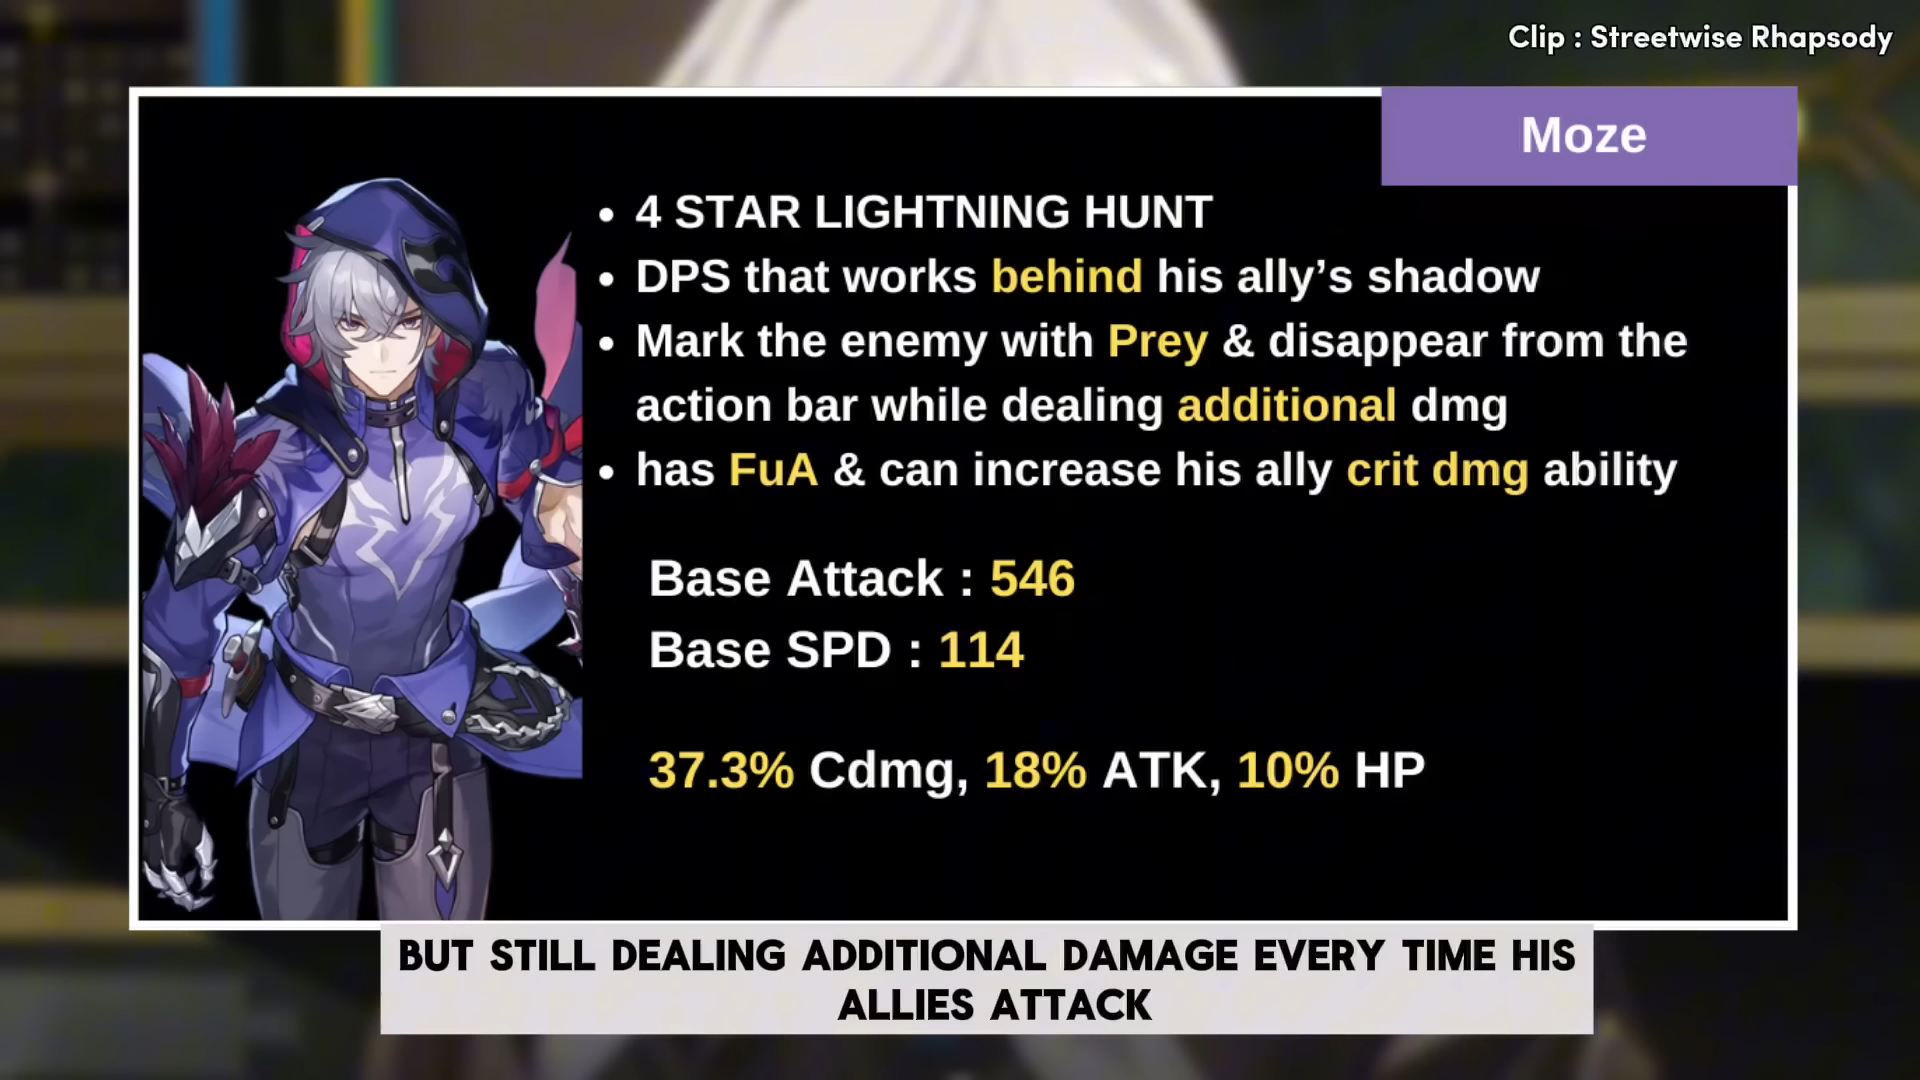 Clip : Streetwise Rhapsody
Moze
• 4 STAR LIGHTNING HUNT
• DPS that works behind his ally’s shadow
• Mark the enemy with Prey & disappear from the
action bar while dealing additional dmg
• has FuA & can increase his ally crit dmg ability
Base Attack : 546
Base SPD : 114
37.3% Cdmg, 18% ATK, 10% HP
BUT STILL DEALING ADDITIONAL DAMAGE EVERY TIME HIS
ALLIES ATTACK